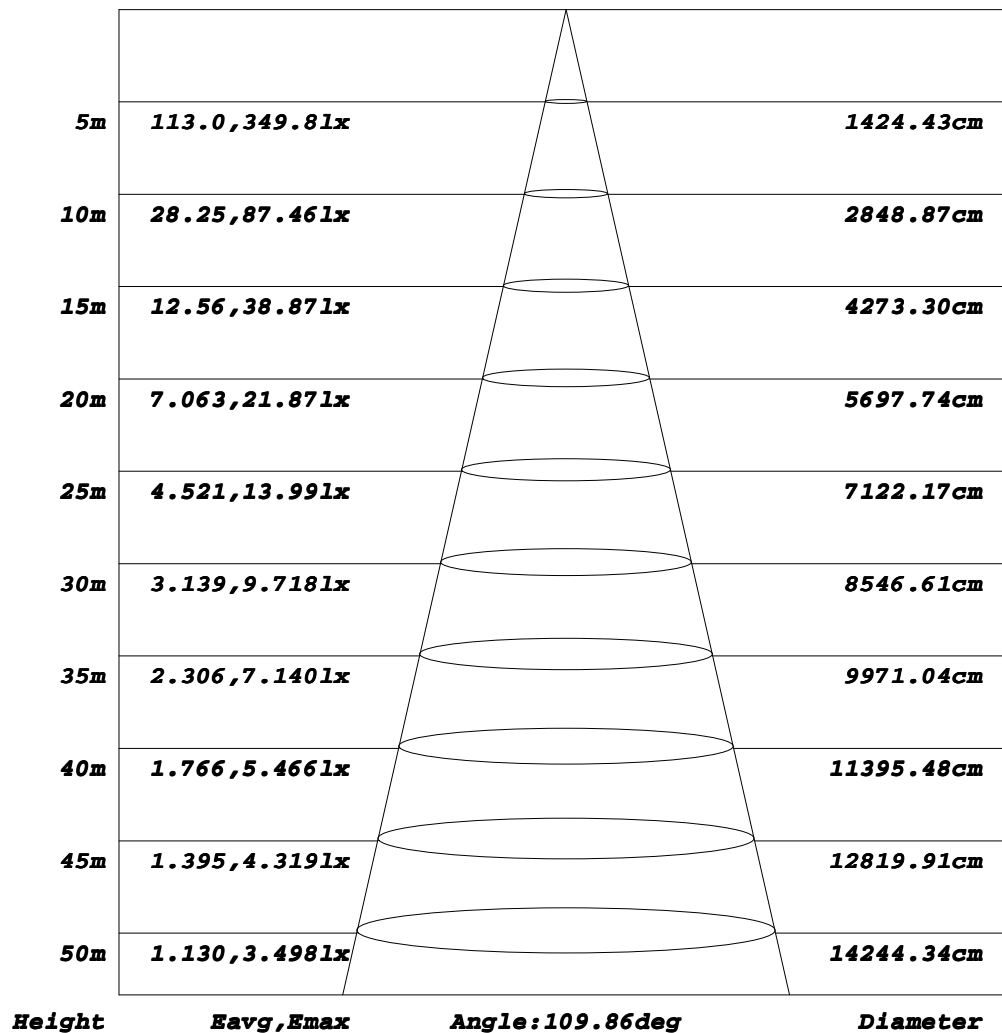 5m 113.0,349.8lx 1424.43cm
10m 28.25,87.46lx 2848.87cm
15m 12.56,38.87lx 4273.30cm
20m 7.063,21.87lx 5697.74cm
25m 4.521,13.99lx 7122.17cm
30m 3.139,9.718lx 8546.61cm
35m 2.306,7.140lx 9971.04cm
40m 1.766,5.466lx 11395.48cm
45m 1.395,4.319lx 12819.91cm
50m 1.130,3.498lx 14244.34cm
Height Eavg,Emax Angle:109.86deg Diameter